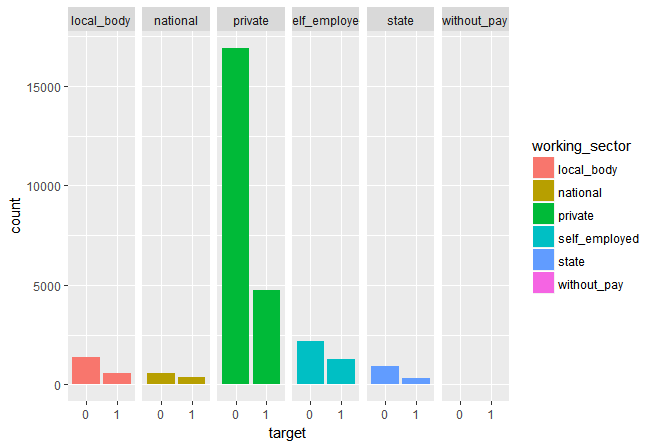 local_body national private elf_employe state without_pay
15000
10000
5000
0
count
0 1 0 1 0 1 0 1 0 1 0 1
target
working_sector
local_body
national
private
self_employed
state
without_pay